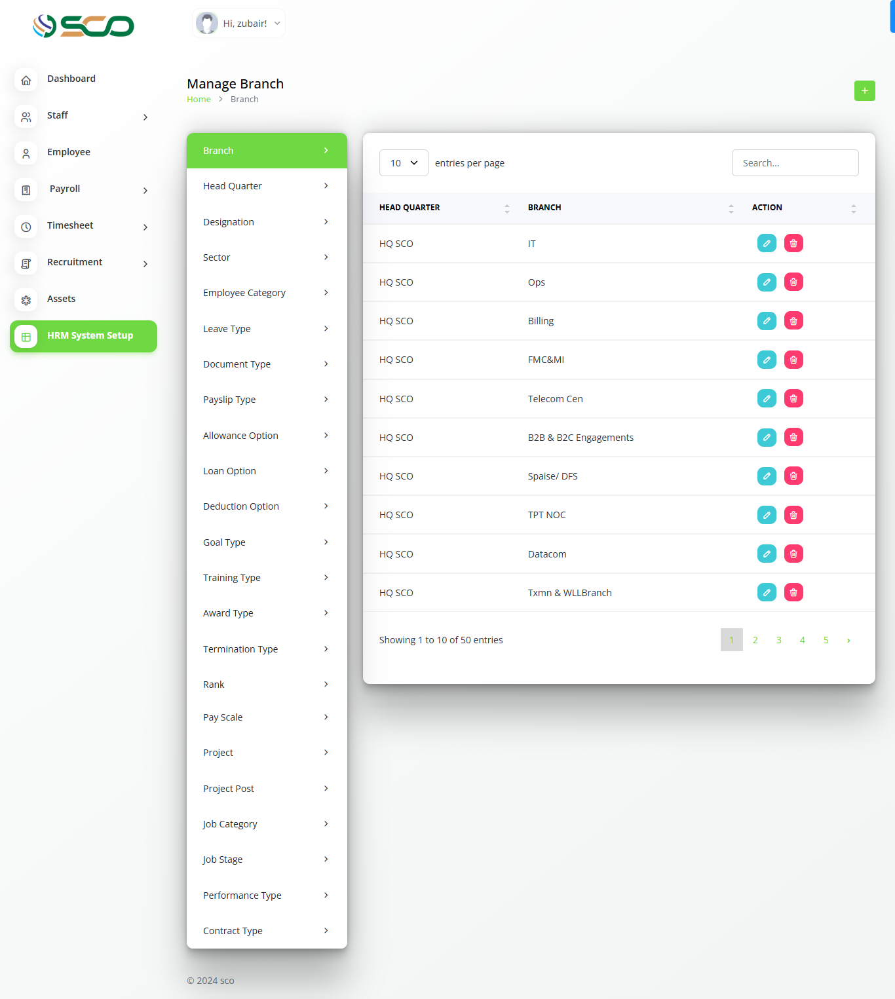 SCO
Hi, zubair!
Dashboard
Staff
Employee
Payroll
Timesheet
Recruitment
Assets
HRM System Setup
Manage Branch
Home > Branch
+
Branch
Head Quarter
Designation
Sector
Employee Category
Leave Type
Document Type
Payslip Type
Allowance Option
Loan Option
Deduction Option
Goal Type
Training Type
Award Type
Termination Type
Rank
Pay Scale
Project
Project Post
Job Category
Job Stage
Performance Type
Contract Type
10 entries per page Search...
HEAD QUARTER BRANCH ACTION
HQ SCO IT
HQ SCO Ops
HQ SCO Billing
HQ SCO FMC&MI
HQ SCO Telecom Cen
HQ SCO B2B & B2C Engagements
HQ SCO Spaise/ DFS
HQ SCO TPT NOC
HQ SCO Datacom
HQ SCO Txmn & WLLBranch
Showing 1 to 10 of 50 entries 1 2 3 4 5 ›
© 2024 sco